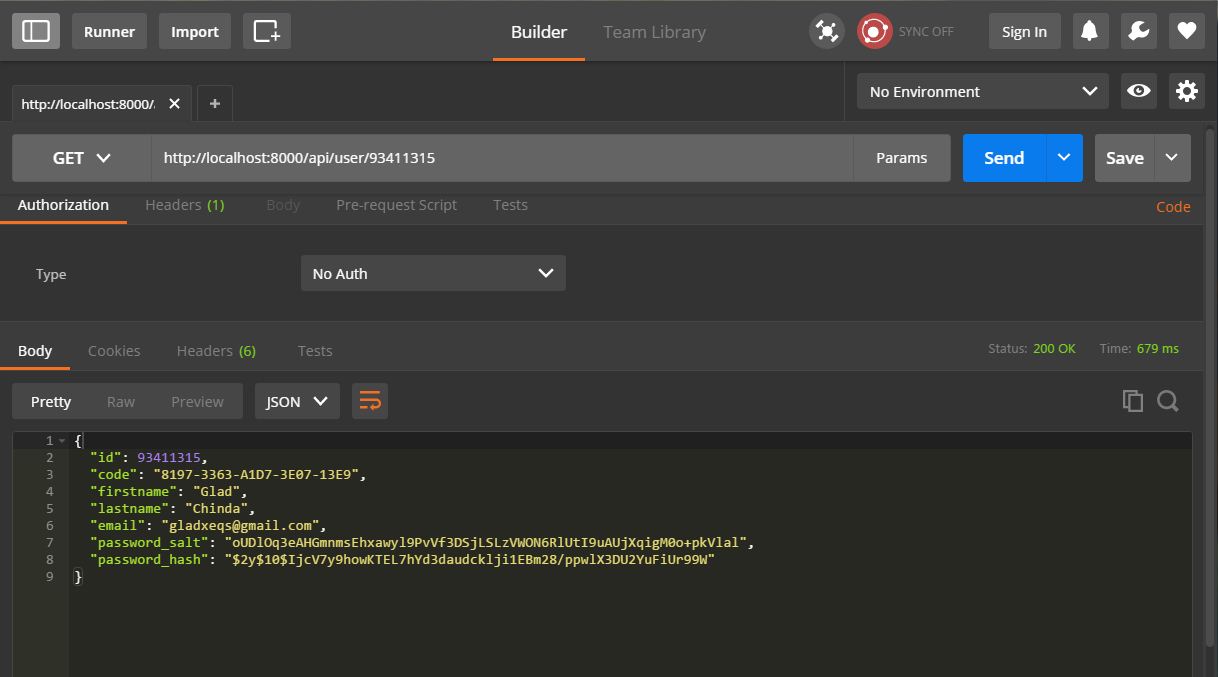 Runner Import Builder Team Library SYNC OFF Sign In
http://localhost:8000/ No Environment
GET http://localhost:8000/api/user/93411315 Params Send Save
Authorization Headers (1) Body Pre-request Script Tests Code
Type No Auth
Body Cookies Headers (6) Tests Status: 200 OK Time: 679 ms
Pretty Raw Preview JSON
1 {
2 "id": 93411315,
3 "code": "8197-3363-A1D7-3E07-13E9",
4 "firstname": "Glad",
5 "lastname": "Chinda",
6 "email": "gladxeqs@gmail.com",
7 "password_salt": "oUDlOq3eAHGmnmsEhxawyl9PvVf3DSjLSLzVWON6RlUtI9uAUjXqigM0o+pkVlal",
8 "password_hash": "$2y$10$IjcV7y9howKTEL7hYd3daudcklji1EBm28/ppwlX3DU2YuFiUr99W"
9 }